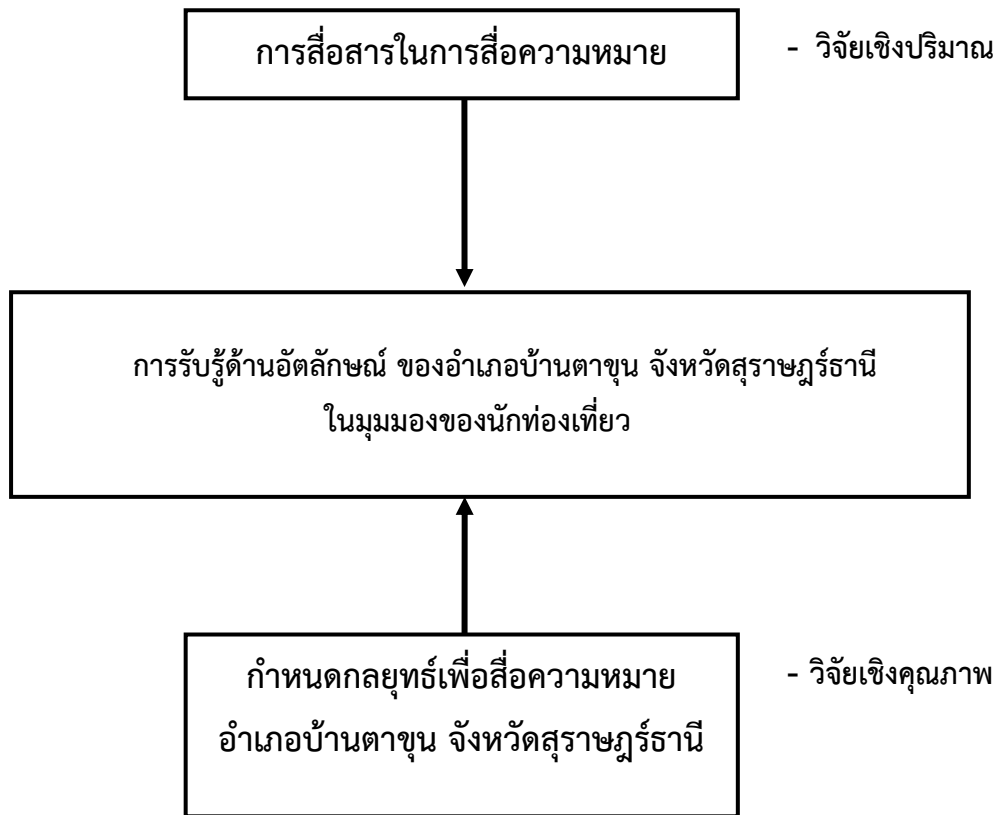 การสื่อสารในการสื่อความหมาย
- วิจัยเชิงปริมาณ
การรับรู้ด้านอัตลักษณ์ ของอำเภอบ้านตาขุน จังหวัดสุราษฎร์ธานี
ในมุมมองของนักท่องเที่ยว
กำหนดกลยุทธ์เพื่อสื่อความหมาย
อำเภอบ้านตาขุน จังหวัดสุราษฎร์ธานี
- วิจัยเชิงคุณภาพ